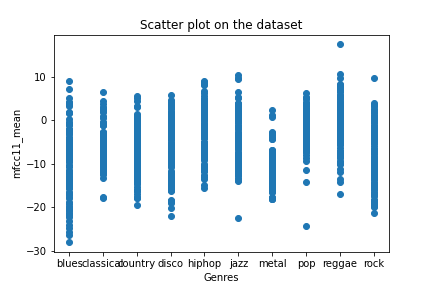 Scatter plot on the dataset
mfcc11_mean
10
0
−10
−20
−30
blues classical country disco hiphop jazz metal pop reggae rock
Genres